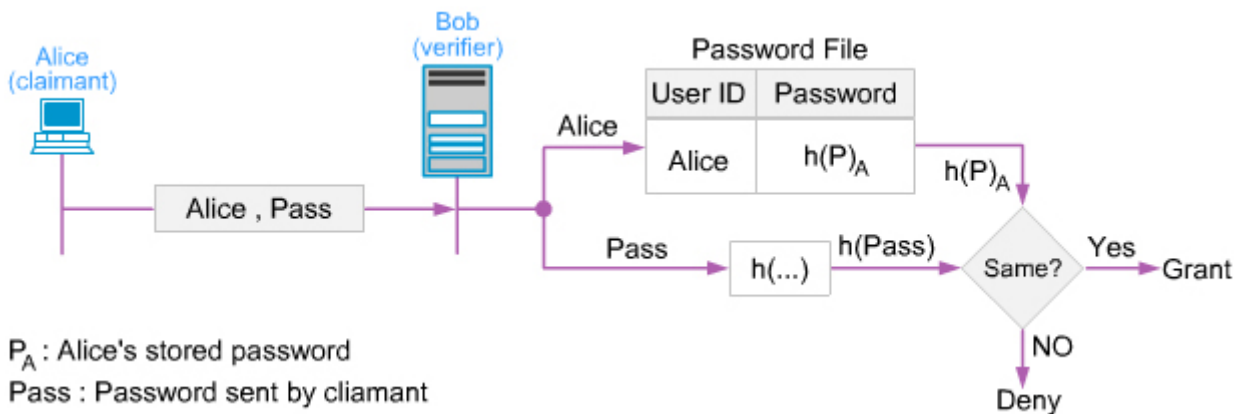 Alice
(claimant)
Bob
(verifier)
Password File
User ID Password
Alice h(P)A
Alice
h(P)A
Alice , Pass
Pass
h(...)
h(Pass)
Same?
Yes
Grant
NO
Deny
PA : Alice's stored password
Pass : Password sent by cliamant